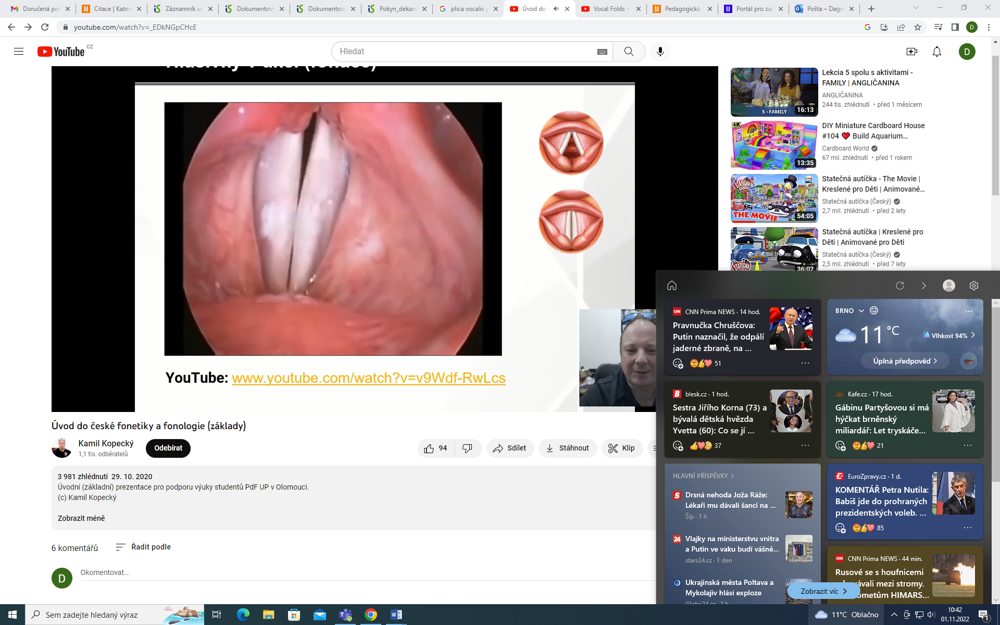 Doručená poš
Citace | Kated
Záznamník uč
Dokumentový
Dokumentový
Pokyn_dekana
plica vocalis y
Úvod do
Vocal Folds -
Pedagogická
Portál pro zam
Pošta – Dagm
youtube.com/watch?v=_EDkNGpCHcE
YouTube CZ
Hledat
YouTube: www.youtube.com/watch?v=v9Wdf-RwLcs
Úvod do české fonetiky a fonologie (základy)
Kamil Kopecký
1,1 tis. odběratelů
Odebírat
94
Sdílet
Stáhnout
Klip
3 981 zhlédnutí 29. 10. 2020
Úvodní (základní) prezentace pro podporu výuky studentů PdF UP v Olomouci.
(c) Kamil Kopecký
Zobrazit méně
6 komentářů
Řadit podle
Okomentovat...
5 - FAMILY
16:13
Lekcia 5 spolu s aktivitami -
FAMILY | ANGLIČANINA
ANGLIČANINA
244 tis. zhlédnutí • před 1 měsícem
4K
13:35
DIY Miniature Cardboard House
#104 ❤️ Build Aquarium...
Cardboard World
67 mil. zhlédnutí • před 1 rokem
THE MOVIE
54:05
Statečná autíčka - The Movie |
Kreslené pro Děti | Animované...
Statečná autíčka (Český)
2,7 mil. zhlédnutí • před 2 lety
36:02
Statečná autíčka | Kreslené pro
Děti | Animované pro Děti
Statečná autíčka (Český)
2,5 mil. zhlédnutí • před 7 lety
CNN Prima NEWS · 14 hod.
Pravnučka Chruščova:
Putin naznačil, že odpálí
jaderné zbraně, na ...
51
BRNO
11 °C
Vlhkost 94%
Úplná předpověď
blesk.cz · 1 hod.
Sestra Jiřího Korna (73) a
bývalá dětská hvězda
Yvetta (60): Co se jí ...
37
Kafe.cz · 17 hod.
Gábinu Partyšovou si má
hýčkat brněnský
miliardář: Let tryskáče...
21
HLAVNÍ PŘÍSPĚVKY
Drsná nehoda Joža Ráže:
Lékaři mu dávali šanci na ...
Šíp · 1 h
24
Vlajky na ministerstvu vnitra
a Putin ve vaku budí vášně...
stars24.cz · 1 den
Ukrajinská města Poltava a
Mykolajiv hlásí exploze
Globe24.cz · 2 h
EuroZpravy.cz · 1 d.
KOMENTÁŘ Petra Nutila:
Babiš jde do prohraných
prezidentských voleb. ...
85
CNN Prima NEWS · 44 min.
Rusové se s houfnicemi
mezi stromy.
HIMARS...
Zobrazit víc
Sem zadejte hledaný výraz
11°C Oblačno
10:42
01.11.2022
1